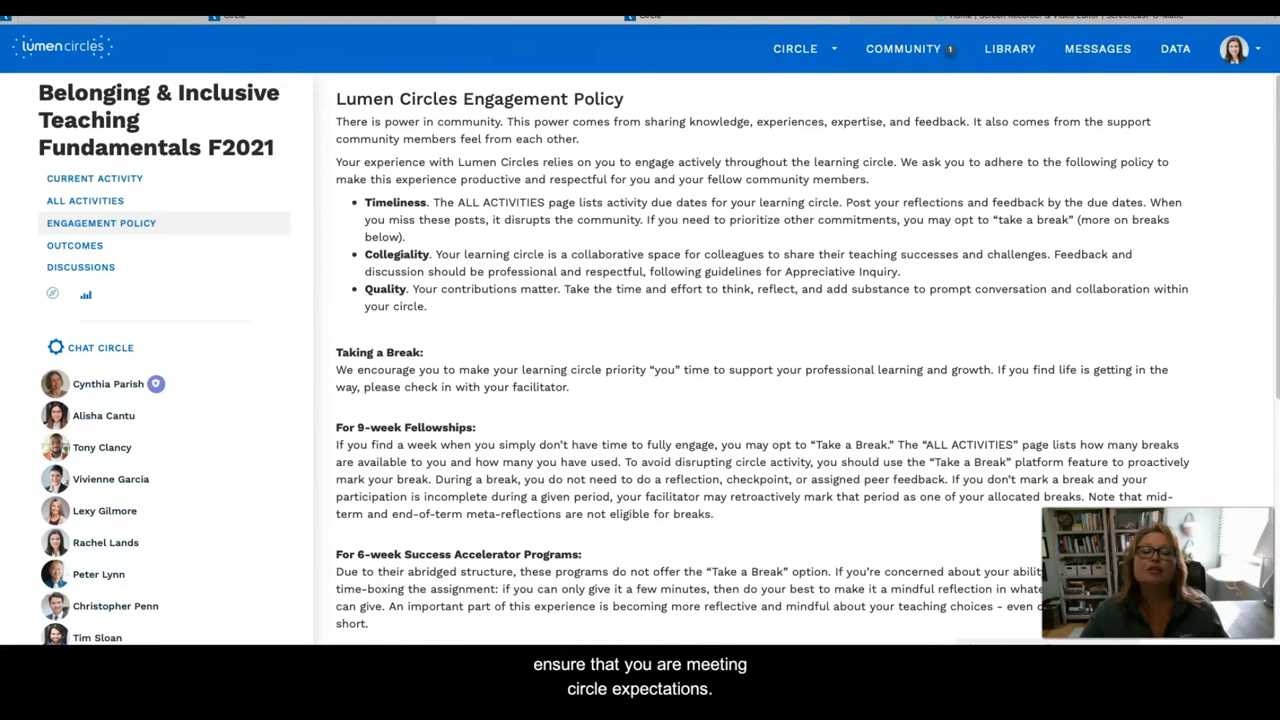 Circle
Circle
Home | Screen Recorder & Video Editor | Screencast-O-Matic
lumencircles
CIRCLE
COMMUNITY 1
LIBRARY
MESSAGES
DATA
Belonging & Inclusive
Teaching
Fundamentals F2021
CURRENT ACTIVITY
ALL ACTIVITIES
ENGAGEMENT POLICY
OUTCOMES
DISCUSSIONS
CHAT CIRCLE
Cynthia Parish
Alisha Cantu
Tony Clancy
Vivienne Garcia
Lexy Gilmore
Rachel Lands
Peter Lynn
Christopher Penn
Tim Sloan
Lumen Circles Engagement Policy
There is power in community. This power comes from sharing knowledge, experiences, expertise, and feedback. It also comes from the support
community members feel from each other.
Your experience with Lumen Circles relies on you to engage actively throughout the learning circle. We ask you to adhere to the following policy to
make this experience productive and respectful for you and your fellow community members.
• Timeliness. The ALL ACTIVITIES page lists activity due dates for your learning circle. Post your reflections and feedback by the due dates. When
you miss these posts, it disrupts the community. If you need to prioritize other commitments, you may opt to “take a break” (more on breaks
below).
• Collegiality. Your learning circle is a collaborative space for colleagues to share their teaching successes and challenges. Feedback and
discussion should be professional and respectful, following guidelines for Appreciative Inquiry.
• Quality. Your contributions matter. Take the time and effort to think, reflect, and add substance to prompt conversation and collaboration within
your circle.
Taking a Break:
We encourage you to make your learning circle priority “you” time to support your professional learning and growth. If you find life is getting in the
way, please check in with your facilitator.
For 9-week Fellowships:
If you find a week when you simply don’t have time to fully engage, you may opt to “Take a Break.” The “ALL ACTIVITIES” page lists how many breaks
are available to you and how many you have used. To avoid disrupting circle activity, you should use the “Take a Break” platform feature to proactively
mark your break. During a break, you do not need to do a reflection, checkpoint, or assigned peer feedback. If you don’t mark a break and your
participation is incomplete during a given period, your facilitator may retroactively mark that period as one of your allocated breaks. Note that mid-
term and end-of-term meta-reflections are not eligible for breaks.
For 6-week Success Accelerator Programs:
Due to their abridged structure, these programs do not offer the “Take a Break” option. If you’re concerned about your abilit
time-boxing the assignment: if you can only give it a few minutes, then do your best to make it a mindful reflection in whate
can give. An important part of this experience is becoming more reflective and mindful about your teaching choices - even
short.
ensure that you are meeting
circle expectations.